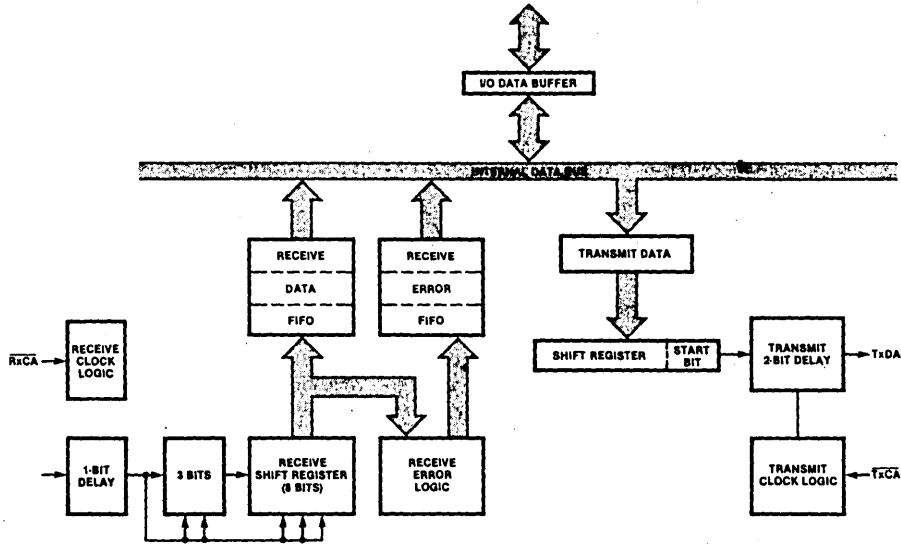 I/O DATA BUFFER
INTERNAL DATA BUS
RECEIVE
DATA
FIFO
RECEIVE
ERROR
FIFO
TRANSMIT DATA
RxCA
RECEIVE
CLOCK
LOGIC
SHIFT REGISTER
START
BIT
TRANSMIT
2-BIT DELAY
TxDA
1-BIT
DELAY
3 BITS
RECEIVE
SHIFT REGISTER
(8 BITS)
RECEIVE
ERROR
LOGIC
TRANSMIT
CLOCK LOGIC
TxCA